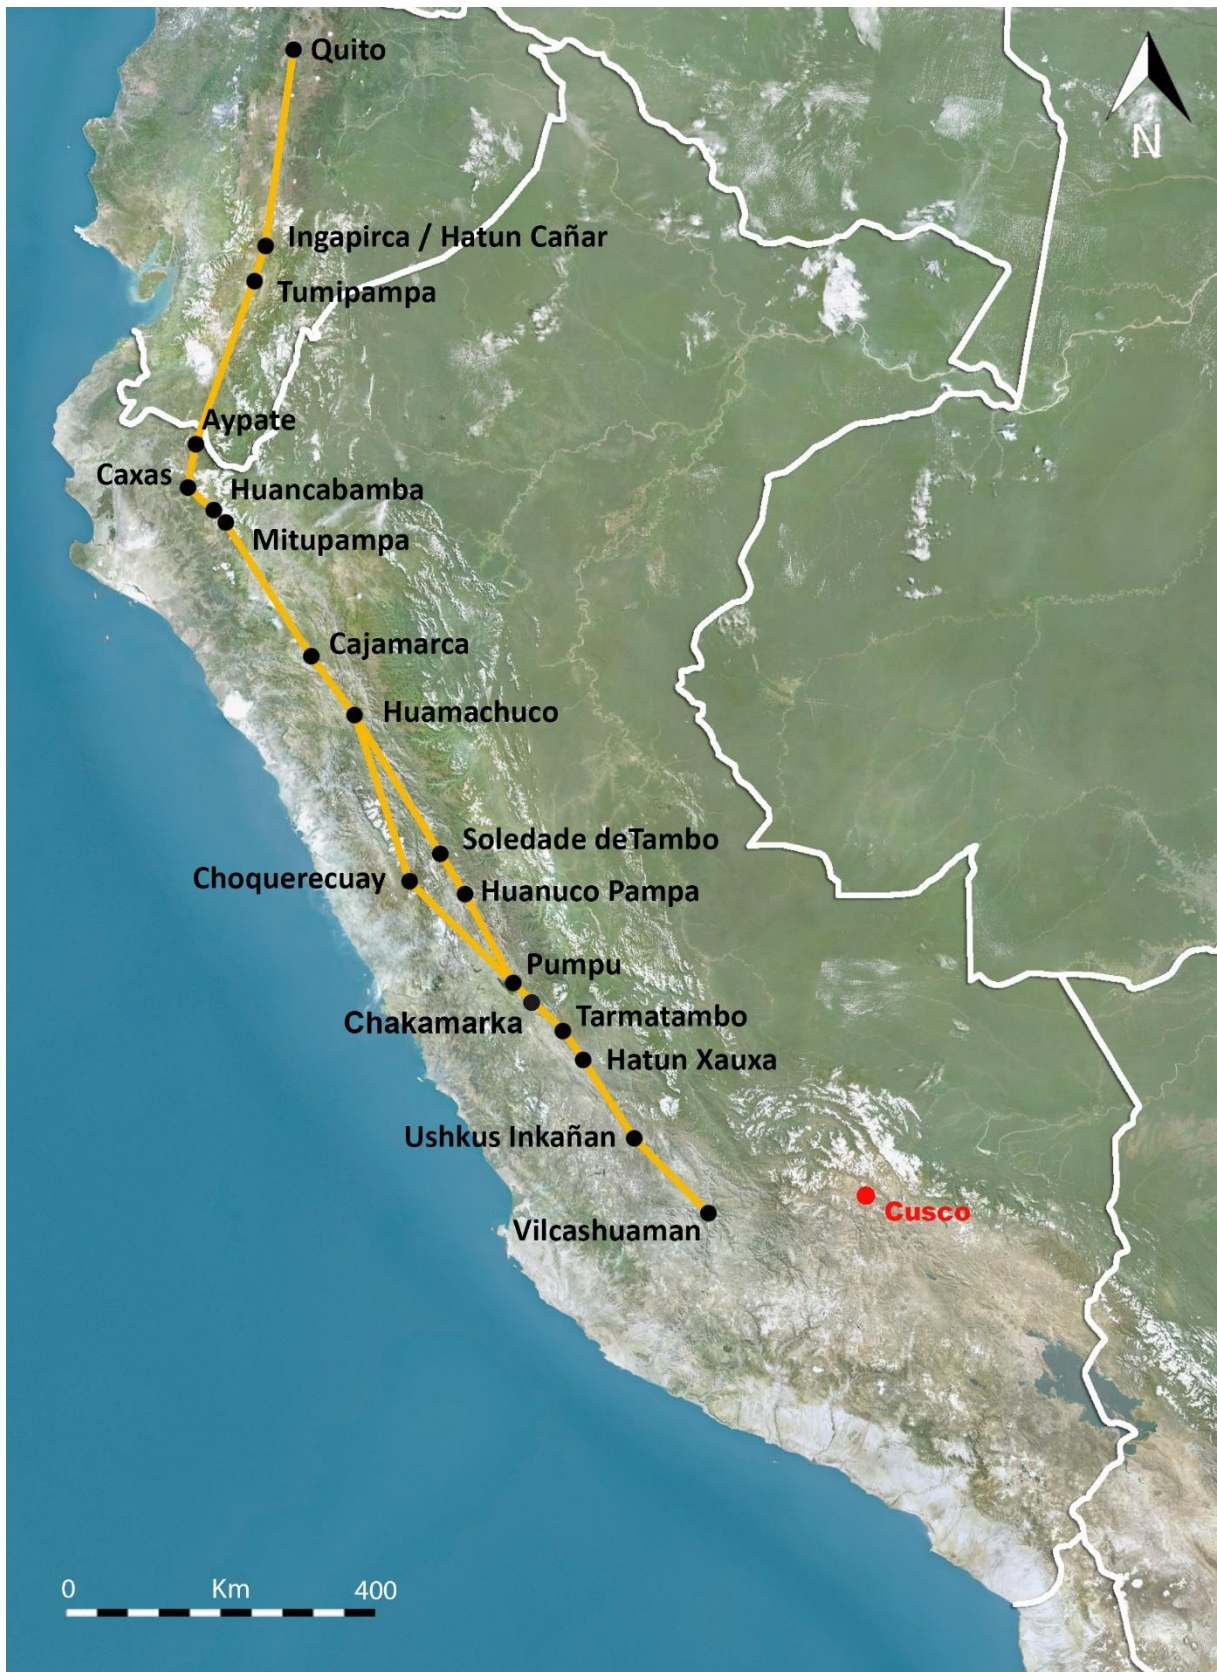 Quito
N
Ingapirca / Hatun Cañar
Tumipampa
Aypate
Caxas
Huancabamba
Mitupampa
Cajamarca
Huamachuco
Soledade deTambo
Choquerecuay
Huanuco Pampa
Pumpu
Chakamarka
Tarmatambo
Hatun Xauxa
Ushkus Inkañan
Cusco
Vilcashuaman
0 Km 400